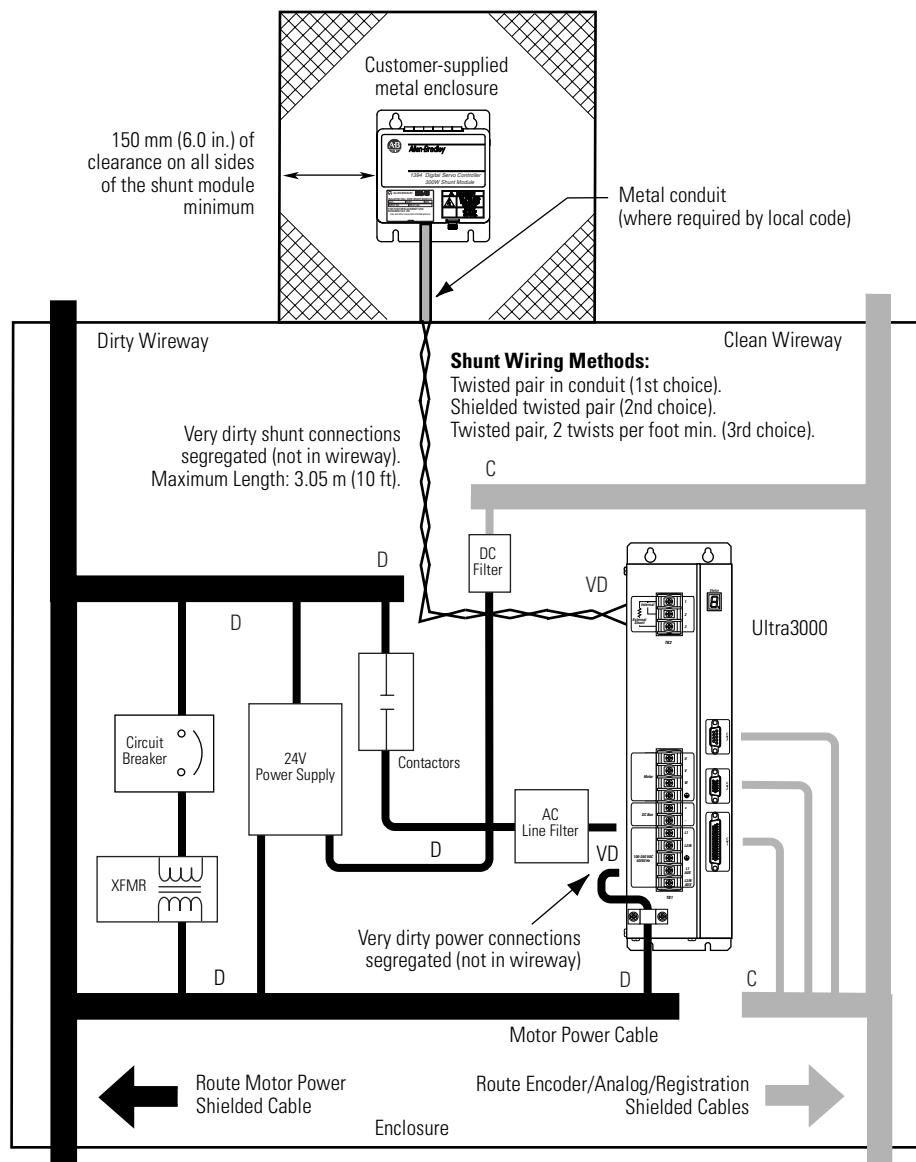 Customer-supplied
metal enclosure
150 mm (6.0 in.) of
clearance on all sides
of the shunt module
minimum
Allen-Bradley
1394 Digital Servo Controller
300W Shunt Module
Metal conduit
(where required by local code)
Dirty Wireway
Clean Wireway
Shunt Wiring Methods:
Twisted pair in conduit (1st choice).
Shielded twisted pair (2nd choice).
Twisted pair, 2 twists per foot min. (3rd choice).
Very dirty shunt connections
segregated (not in wireway).
Maximum Length: 3.05 m (10 ft).
C
D
DC
Filter
VD
D
Ultra3000
1
2
3
TB2
Circuit
Breaker
24V
Power Supply
Contactors
Motor
DC Bus
AC
Line Filter
D
VD
XFMR
TB1
Very dirty power connections
segregated (not in wireway)
D
D
C
Motor Power Cable
Route Motor Power
Shielded Cable
Route Encoder/Analog/Registration
Shielded Cables
Enclosure